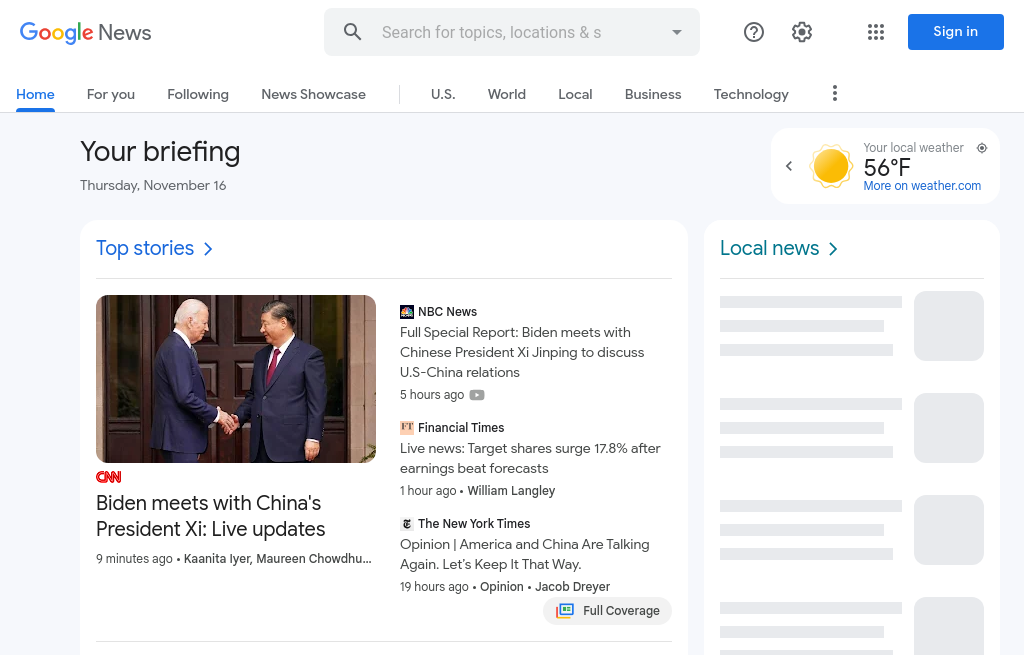 Google News
Search for topics, locations & s
Sign in
Home
For you
Following
News Showcase
U.S.
World
Local
Business
Technology
Your briefing
Thursday, November 16
Your local weather
56°F
More on weather.com
Top stories
CNN
Biden meets with China's
President Xi: Live updates
9 minutes ago • Kaanita Iyer, Maureen Chowdhu...
NBC News
Full Special Report: Biden meets with
Chinese President Xi Jinping to discuss
U.S-China relations
5 hours ago
FT Financial Times
Live news: Target shares surge 17.8% after
earnings beat forecasts
1 hour ago • William Langley
The New York Times
Opinion | America and China Are Talking
Again. Let's Keep It That Way.
19 hours ago • Opinion • Jacob Dreyer
Full Coverage
Local news